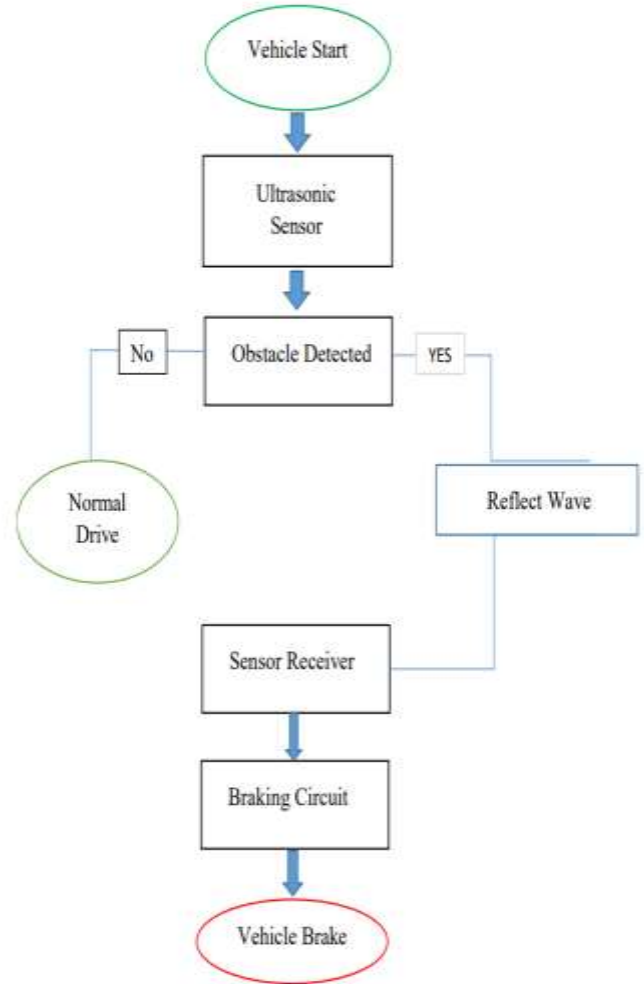 Vehicle Start
Ultrasonic
Sensor
No
Obstacle Detected
YES
Normal
Drive
Reflect Wave
Sensor Receiver
Braking Circuit
Vehicle Brake